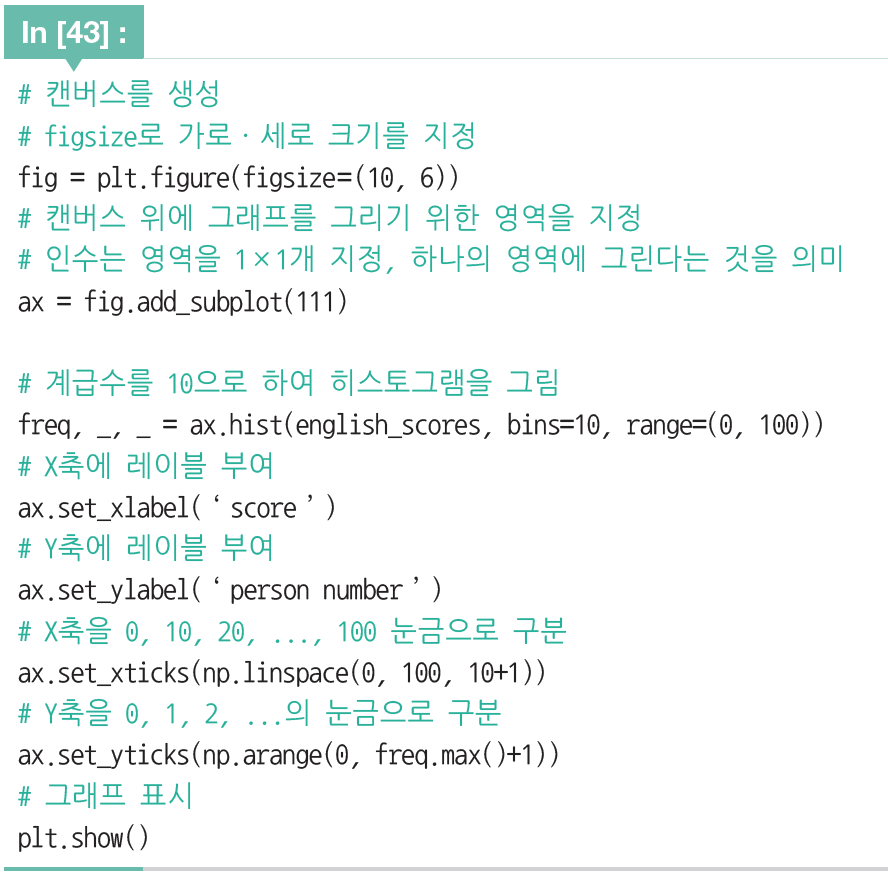 In [43] :
# 캔버스를 생성
# figsize로 가로·세로 크기를 지정
fig = plt.figure(figsize=(10, 6))
# 캔버스 위에 그래프를 그리기 위한 영역을 지정
# 인수는 영역을 1×1개 지정, 하나의 영역에 그린다는 것을 의미
ax = fig.add_subplot(111)
# 계급수를 10으로 하여 히스토그램을 그림
freq, _, _ = ax.hist(english_scores, bins=10, range=(0, 100))
# X축에 레이블 부여
ax.set_xlabel( ‘ score ’ )
# Y축에 레이블 부여
ax.set_ylabel( ‘ person number ’ )
# X축을 0, 10, 20, ..., 100 눈금으로 구분
ax.set_xticks(np.linspace(0, 100, 10+1))
# Y축을 0, 1, 2, ...의 눈금으로 구분
ax.set_yticks(np.arange(0, freq.max()+1))
# 그래프 표시
plt.show()